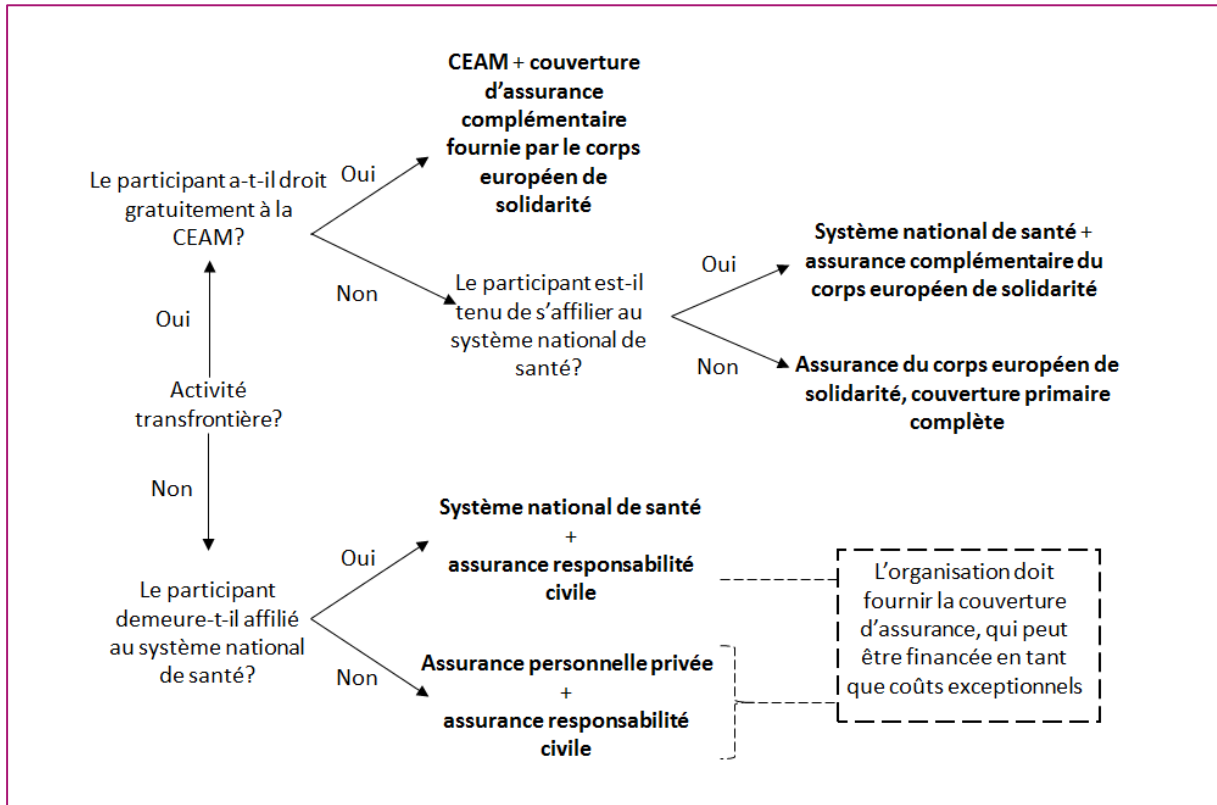 CEAM + couverture
d’assurance
complémentaire
fournie par le corps
européen de
solidarité
Oui
Le participant a-t-il droit
gratuitement à la
CEAM?
Non
Le participant est-il
tenu de s’affilier au
système national de
santé?
Oui
Système national de santé +
assurance complémentaire du
corps européen de solidarité
Non
Assurance du corps européen de
solidarité, couverture primaire
complète
Oui
Activité
transfrontière?
Non
Le participant
demeure-t-il affilié
au système national
de santé?
Oui
Système national de santé
+
assurance responsabilité
civile
Non
Assurance personnelle privée
+
assurance responsabilité
civile
L’organisation doit
fournir la couverture
d’assurance, qui peut
être financée en tant
que coûts exceptionnels